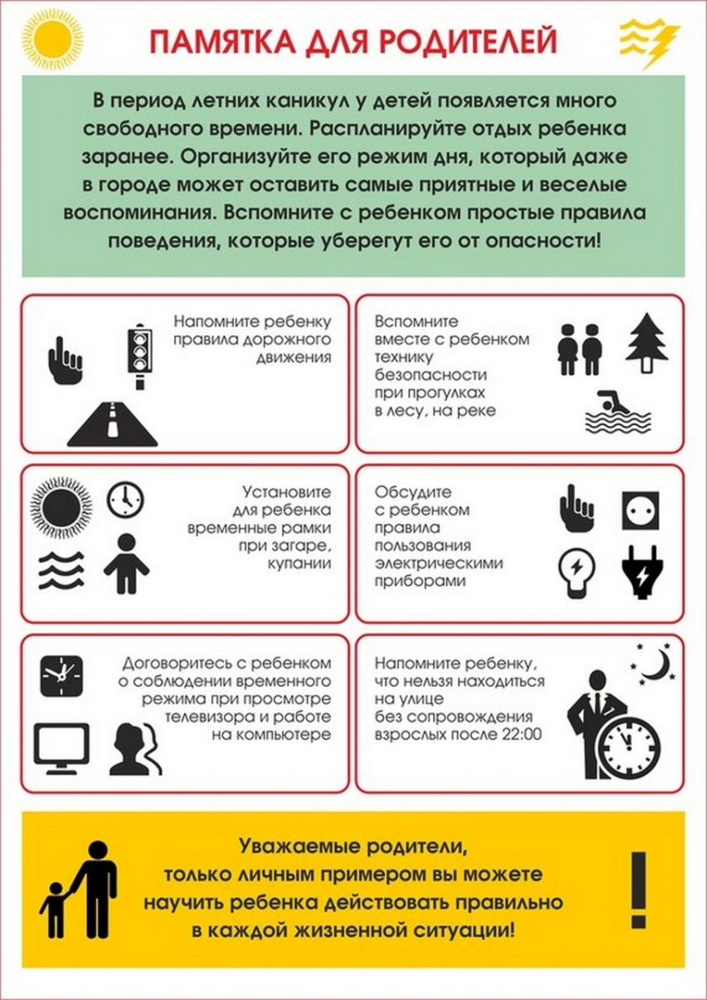 ПАМЯТКА ДЛЯ РОДИТЕЛЕЙ
В период летних каникул у детей появляется много
свободного времени. Распланируйте отдых ребенка
заранее. Организуйте его режим дня, который даже
в городе может оставить самые приятные и веселые
воспоминания. Вспомните с ребенком простые правила
поведения, которые уберегут его от опасности!
Напомните ребенку
правила дорожного
движения
Вспомните
вместе с ребенком
технику
безопасности
при прогулках
в лесу, на реке
Установите
для ребенка
временные рамки
при загаре,
купании
Обсудите
с ребенком
правила
пользования
электрическими
приборами
Договоритесь с ребенком
о соблюдении временного
режима при просмотре
телевизора и работе
на компьютере
Напомните ребенку,
что нельзя находиться
на улице
без сопровождения
взрослых после 22:00
Уважаемые родители,
только личным примером вы можете
научить ребенка действовать правильно
в каждой жизненной ситуации!
!